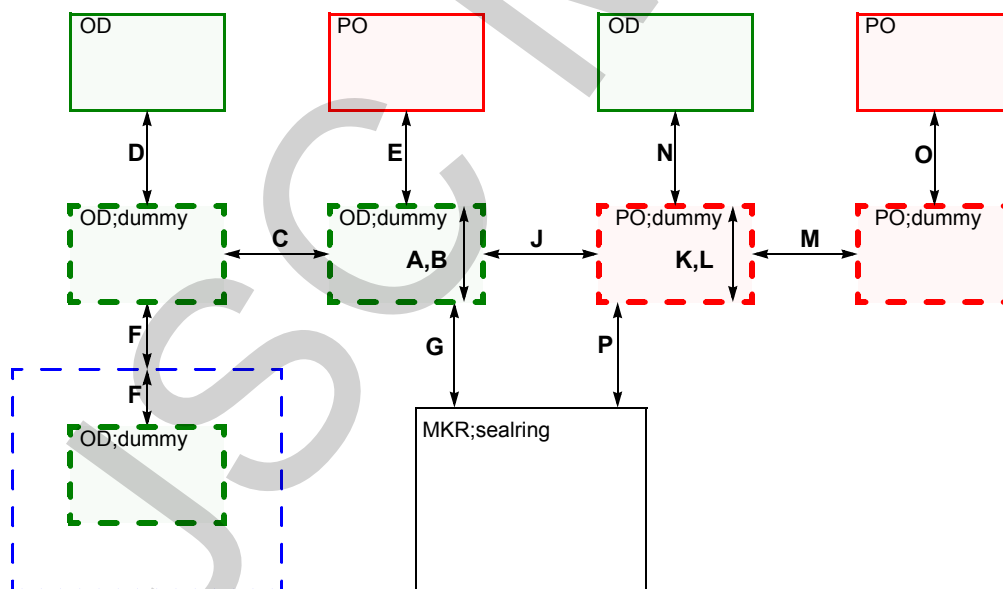 OD
PO
OD
PO
D
E
N
O
OD;dummy
OD;dummy
PO;dummy
PO;dummy
C
A,B
J
K,L
M
F
G
P
F
OD;dummy
MKR;sealring